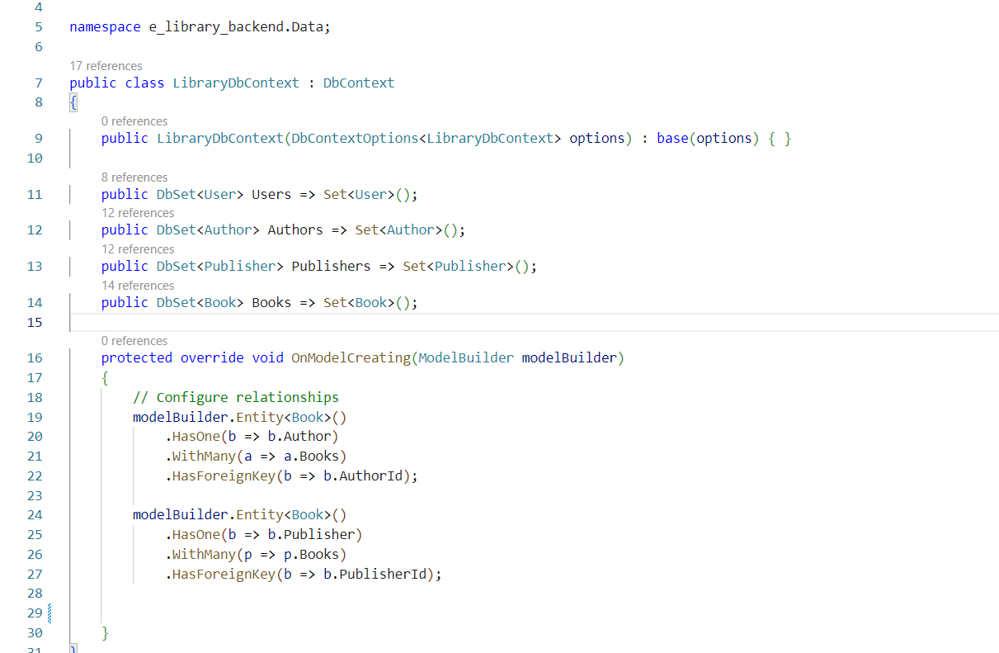 4
5 namespace e_library_backend.Data;
6
17 references
7 public class LibraryDbContext : DbContext
8 {
0 references
9 public LibraryDbContext(DbContextOptions<LibraryDbContext> options) : base(options) { }
10
8 references
11 public DbSet<User> Users => Set<User>();
12 references
12 public DbSet<Author> Authors => Set<Author>();
12 references
13 public DbSet<Publisher> Publishers => Set<Publisher>();
14 references
14 public DbSet<Book> Books => Set<Book>();
15
0 references
16 protected override void OnModelCreating(ModelBuilder modelBuilder)
17 {
18 // Configure relationships
19 modelBuilder.Entity<Book>()
20 .HasOne(b => b.Author)
21 .WithMany(a => a.Books)
22 .HasForeignKey(b => b.AuthorId);
23
24 modelBuilder.Entity<Book>()
25 .HasOne(b => b.Publisher)
26 .WithMany(p => p.Books)
27 .HasForeignKey(b => b.PublisherId);
28
29
30 }
31 }